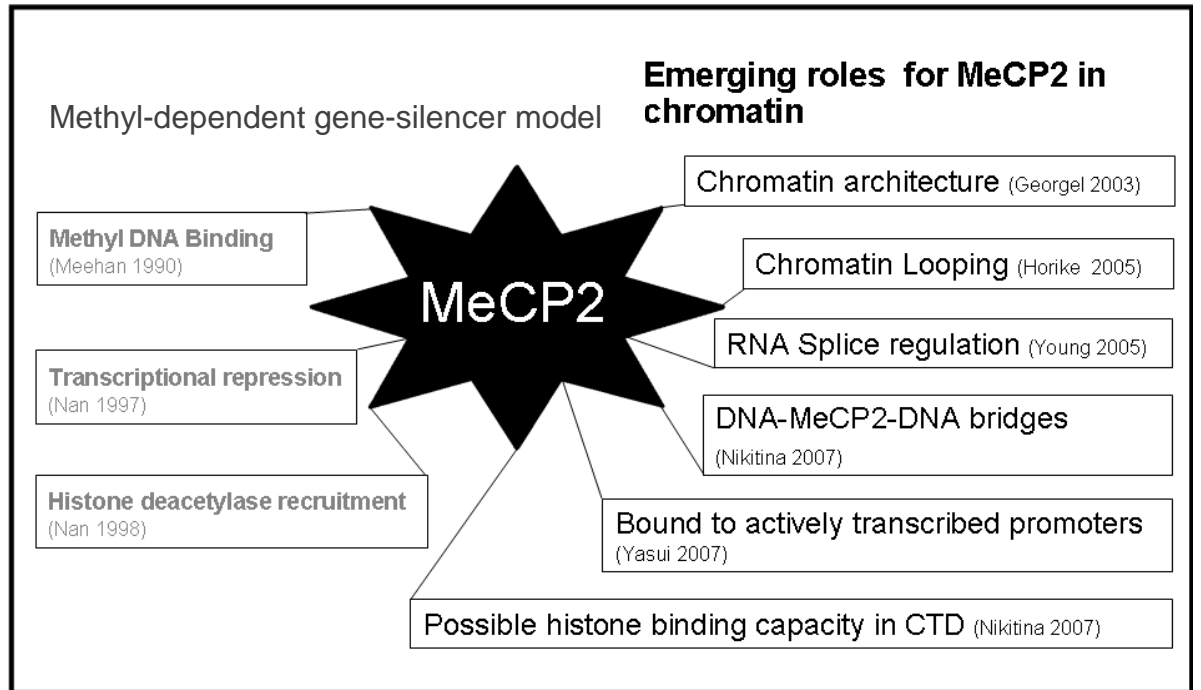 Methyl-dependent gene-silencer model
Methyl DNA Binding
(Meehan 1990)
Transcriptional repression
(Nan 1997)
Histone deacetylase recruitment
(Nan 1998)
MeCP2
Emerging roles for MeCP2 in
chromatin
Chromatin architecture (Georgel 2003)
Chromatin Looping (Horike 2005)
RNA Splice regulation (Young 2005)
DNA-MeCP2-DNA bridges
(Nikitina 2007)
Bound to actively transcribed promoters
(Yasui 2007)
Possible histone binding capacity in CTD (Nikitina 2007)